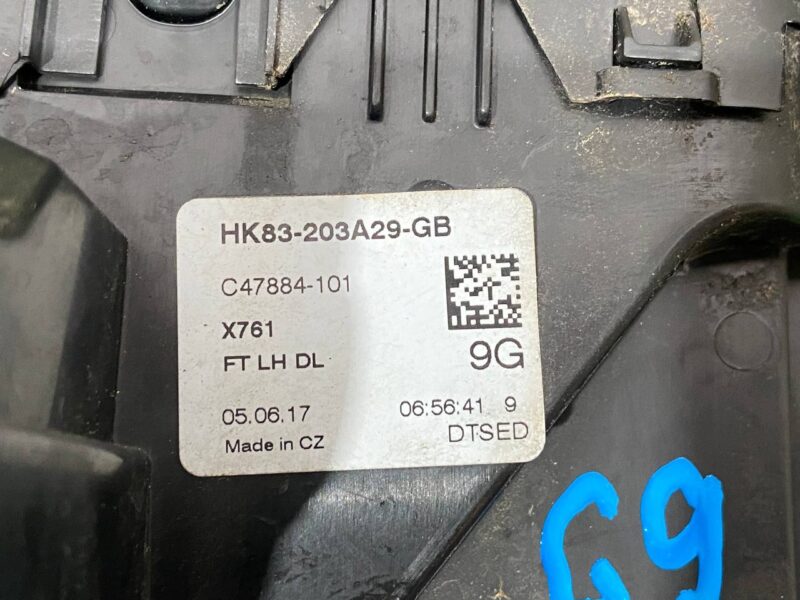 HK83-203A29-GB
C47884-101
X761
FT LH DL
9G
05.06.17
06:56:41 9
Made in CZ
DTSED
G9